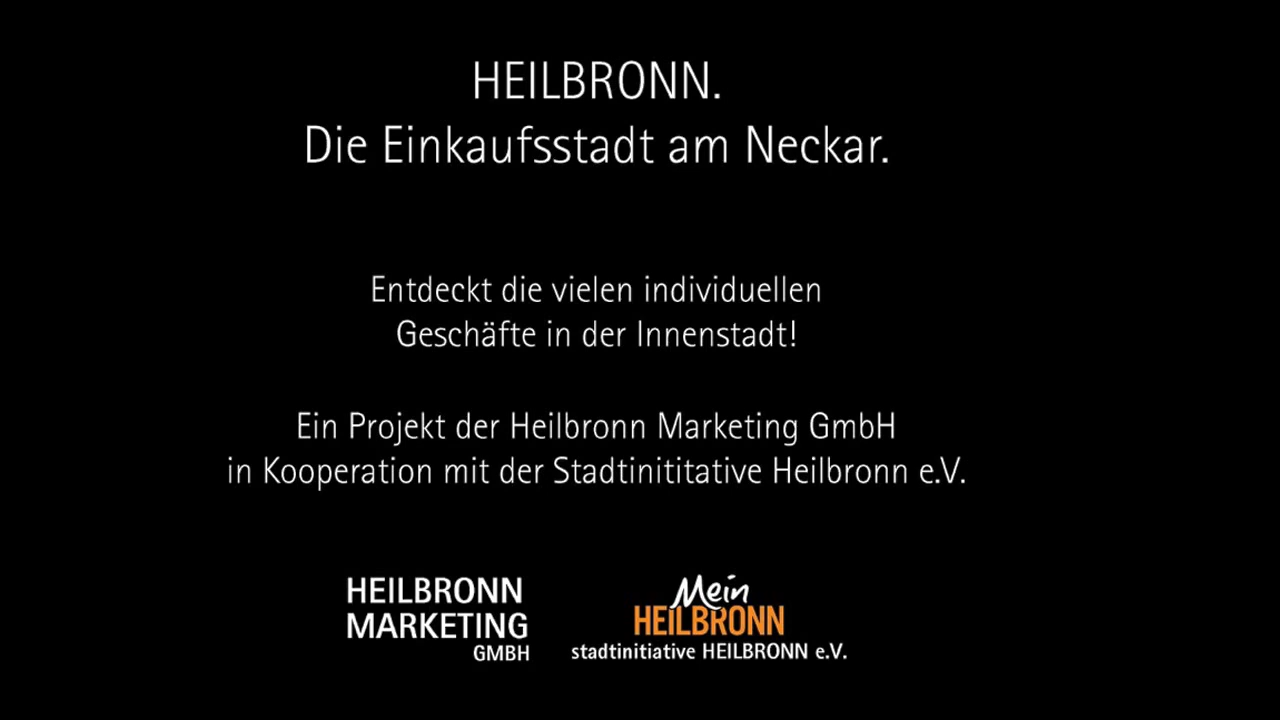 HEILBRONN.
Die Einkaufsstadt am Neckar.
Entdeckt die vielen individuellen
Geschäfte in der Innenstadt!
Ein Projekt der Heilbronn Marketing GmbH
in Kooperation mit der Stadtinititative Heilbronn e.V.
HEILBRONN
MARKETING
GMBH
Mein
HEILBRONN
stadtinitiative HEILBRONN e.V.